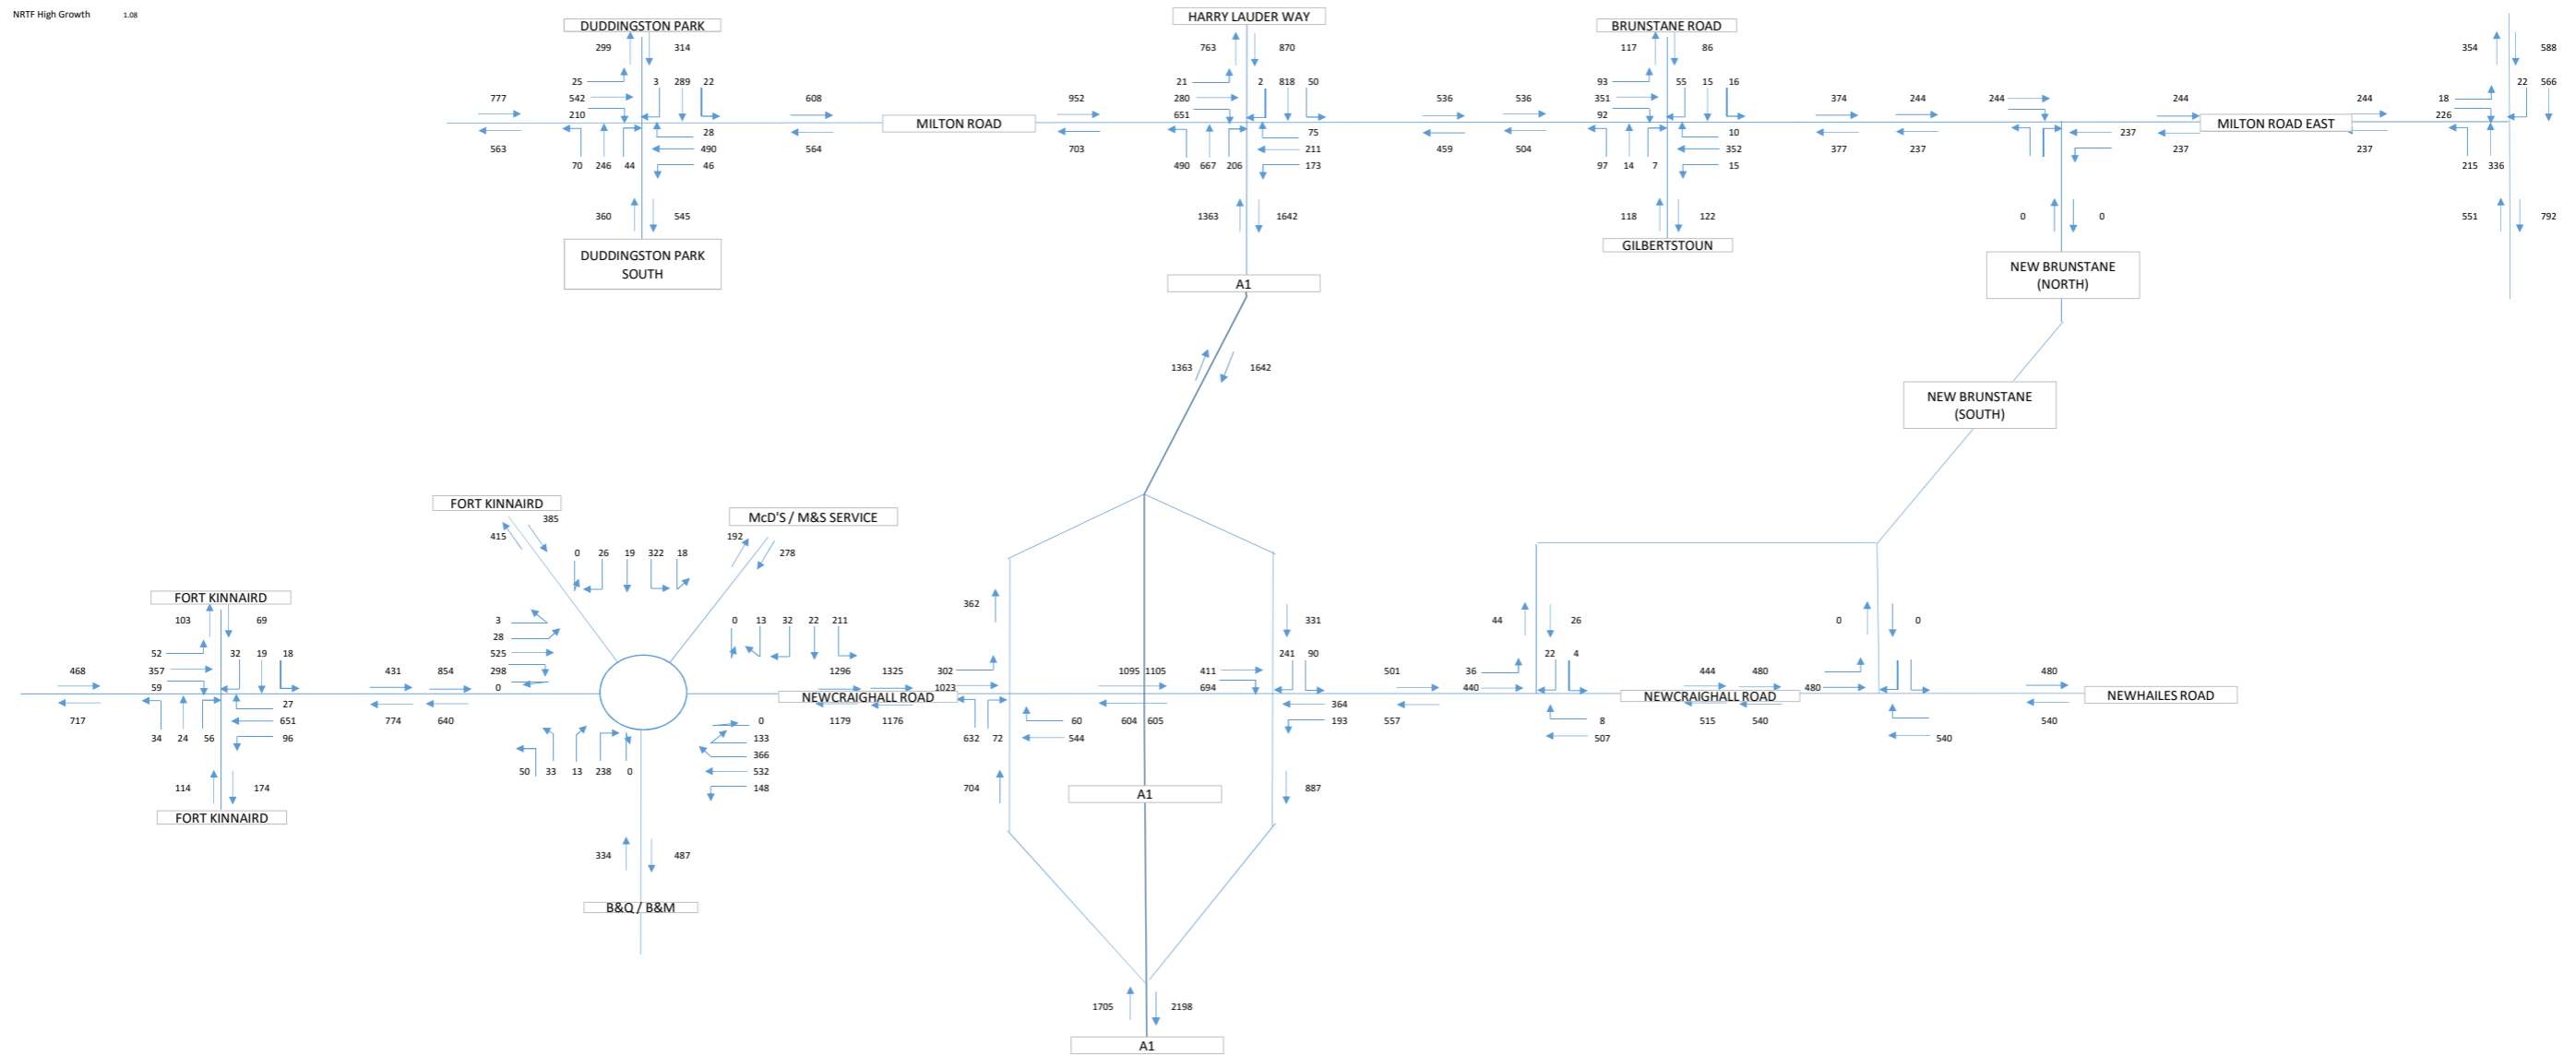 NRTF High Growth 1.08
DUDDINGSTON PARK
HARRY LAUDER WAY
BRUNSTANE ROAD
299 314
763 870
117 86
354 588
25 3 289 22
21 2 818 50
93 55 15 16
22 566
777 542 608
952 280 536 536
351 374 244 244 244 244
18
210
651
92
226
MILTON ROAD
MILTON ROAD EAST
28
75
10
237
563 490 564
703 211 459 504
352 377 237 237 237
70 246 44 46
490 667 206 173
97 14 7 15
215 336
360 545
1363 1642
118 122
0 0
551 792
DUDDINGSTON PARK
SOUTH
GILBERTSTOUN
NEW BRUNSTANE
(NORTH)
A1
1363 1642
NEW BRUNSTANE
(SOUTH)
FORT KINNAIRD
McD'S / M&S SERVICE
385
415
192
278
0 26 19 322 18
FORT KINNAIRD
103 69
3
28
525
298
0
0 13 32 22 211
362
331
44 26
0 0
52 32 19 18
468 357 431 854
59
1296 1325 302
1023
1095 1105 411
694
241 90
501 36 22 4
440
444 480 480
480
NEWCRAIGHALL ROAD
NEWCRAIGHALL ROAD
NEWHAILES ROAD
27
717 651 774 640
34 24 56 96
50 33 13 238 0
0
133
366
532
148
1179 1176
632 72 60
544
604 605
364
193
557 8
507
515 540
540
540
114 174
704
887
A1
FORT KINNAIRD
334 487
B&Q / B&M
1705 2198
A1